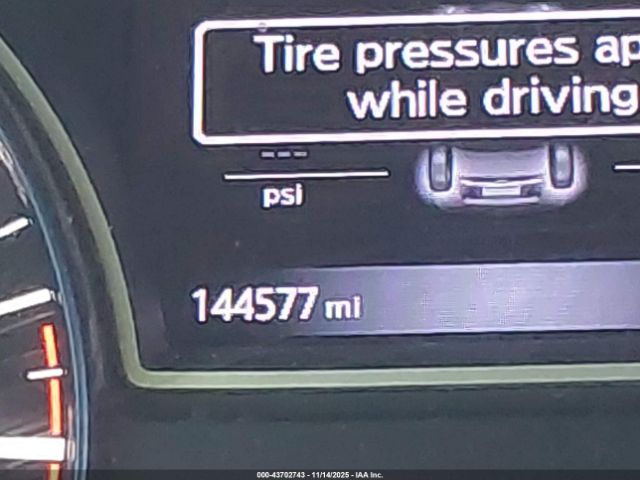 Tire pressures ap
while driving
---
psi
144577 mi
000-43702743 - 11/14/2025 - IAA Inc.